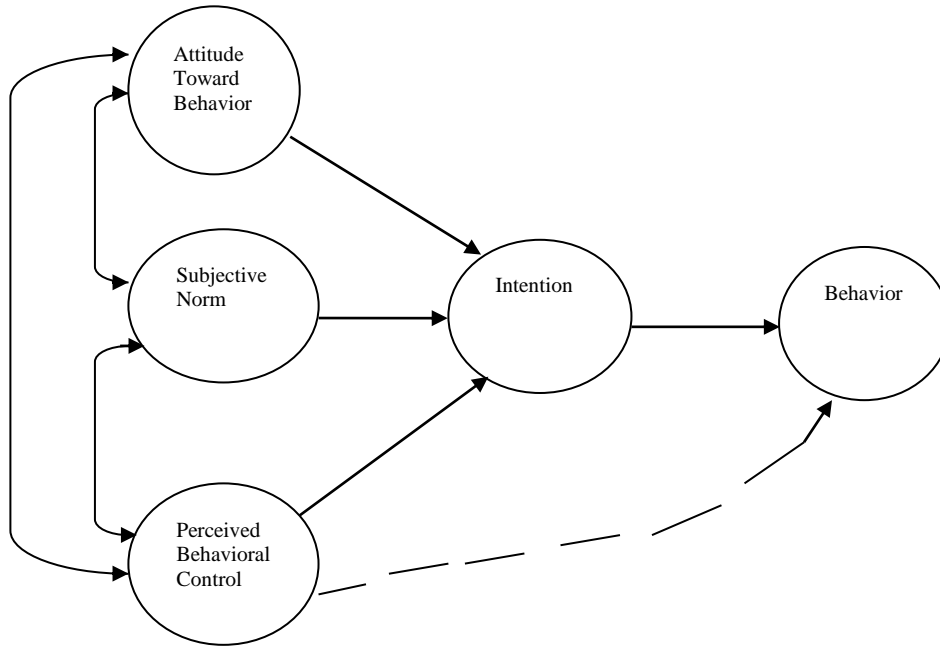 Attitude
Toward
Behavior
Subjective
Norm
Intention
Behavior
Perceived
Behavioral
Control